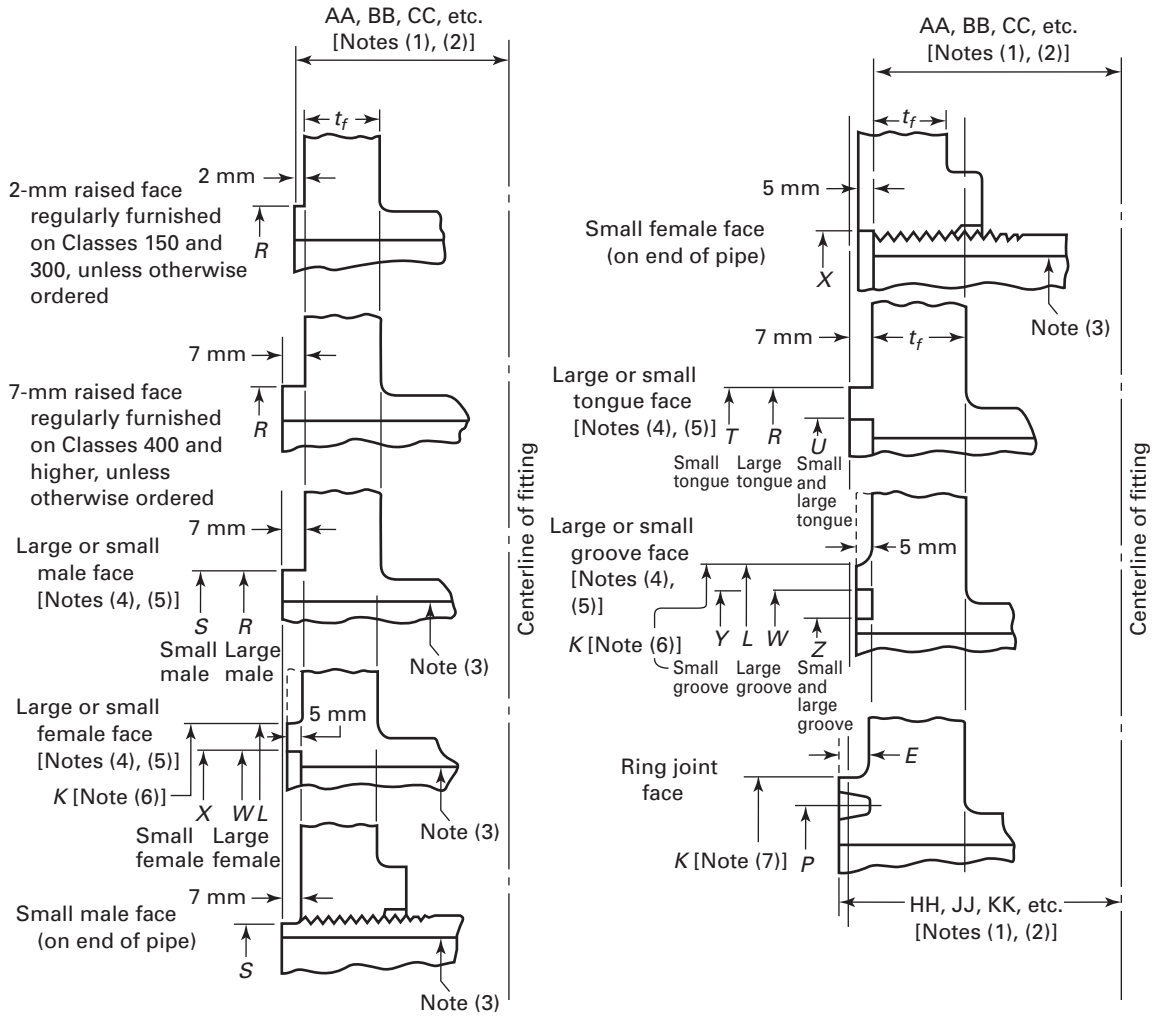 AA, BB, CC, etc.
[Notes (1), (2)]
t_f
2 mm
2-mm raised face
regularly furnished
on Classes 150 and
300, unless otherwise
ordered
R
7 mm
7-mm raised face
regularly furnished
on Classes 400 and
higher, unless
otherwise ordered
R
7 mm
Large or small
male face
[Notes (4), (5)]
S
R
Small
male
Large
male
Note (3)
Large or small
female face
[Notes (4), (5)]
5 mm
K [Note (6)]
X
W
L
Small
female
Large
female
Note (3)
7 mm
Small male face
(on end of pipe)
S
Note (3)
Centerline of fitting
AA, BB, CC, etc.
[Notes (1), (2)]
t_f
5 mm
Small female face
(on end of pipe)
X
Note (3)
7 mm
t_f
Large or small
tongue face
[Notes (4), (5)]
T
R
U
Small
tongue
Large
tongue
Small
and
large
tongue
Large or small
groove face
[Notes (4),
(5)]
5 mm
K [Note (6)]
Y
L
W
Z
Small
groove
Large
groove
Small
and
large
groove
Ring joint
face
E
K [Note (7)]
P
HH, JJ, KK, etc.
[Notes (1), (2)]
Centerline of fitting